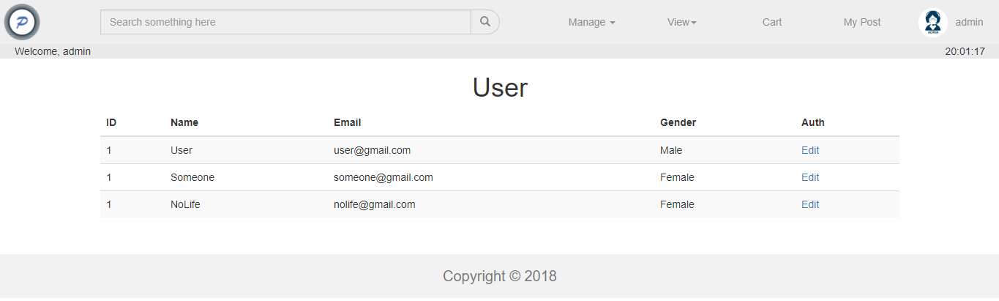 P
Search something here
Manage
View
Cart
My Post
ADMIN
admin
Welcome, admin
20:01:17
User
ID Name Email Gender Auth
1 User user@gmail.com Male Edit
1 Someone someone@gmail.com Female Edit
1 NoLife nolife@gmail.com Female Edit
Copyright © 2018